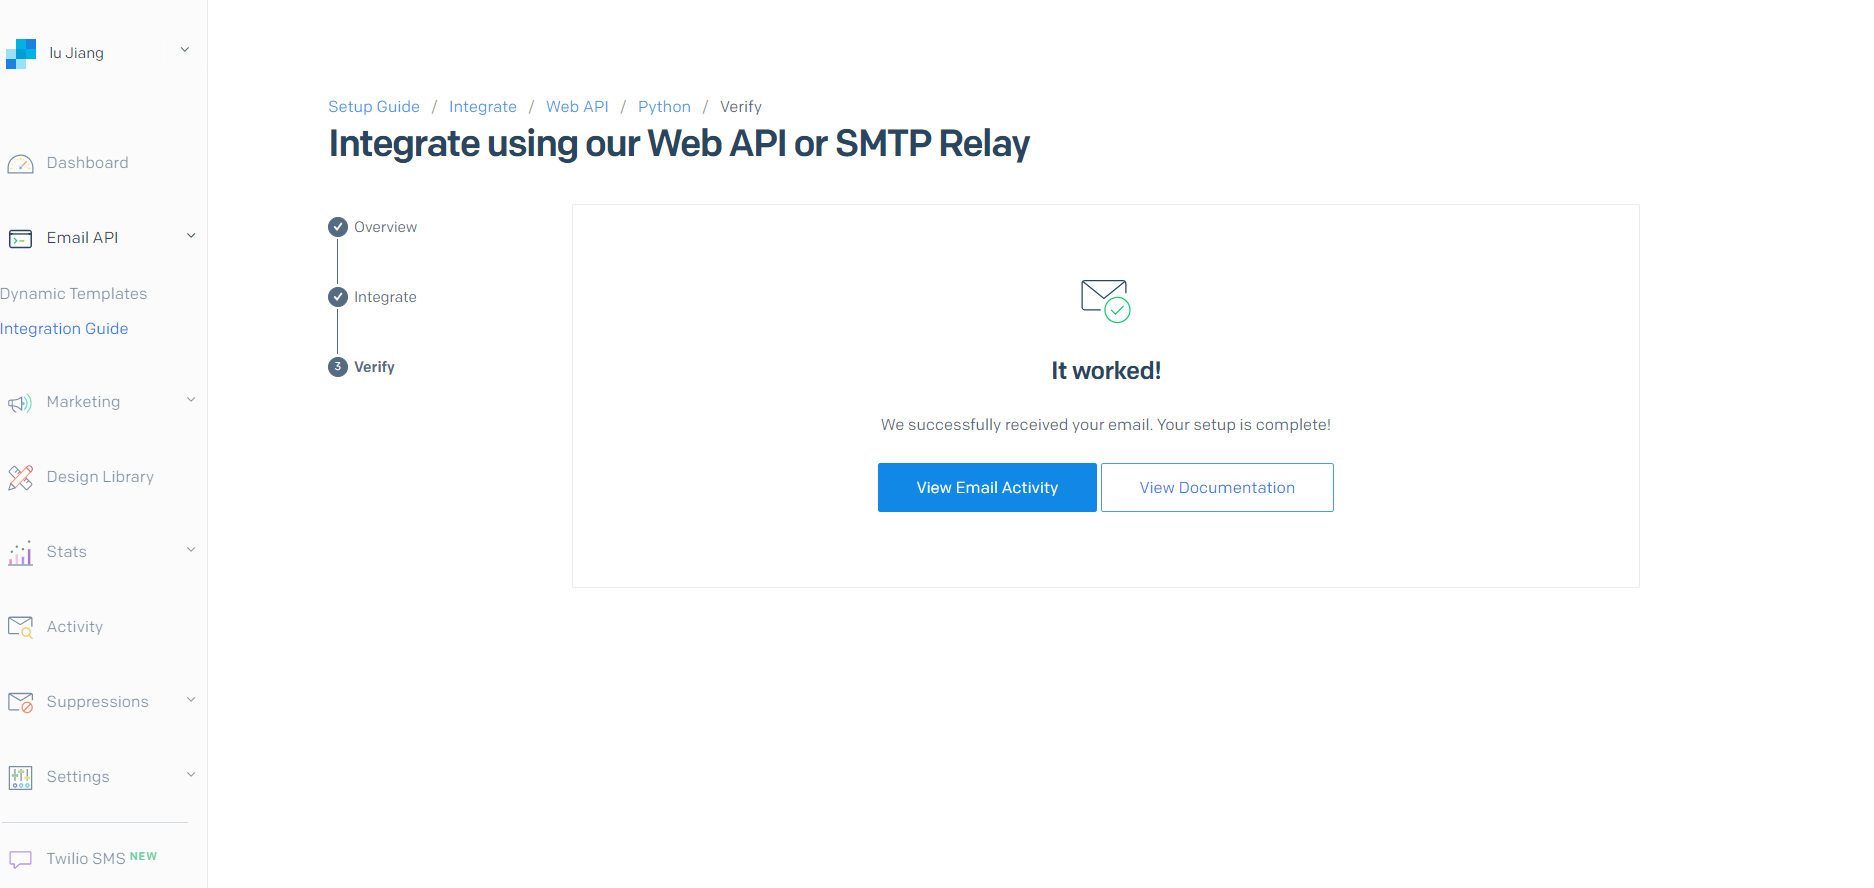 lu Jiang
Dashboard
Email API
Dynamic Templates
Integration Guide
Marketing
Design Library
Stats
Activity
Suppressions
Settings
Twilio SMS NEW
Setup Guide / Integrate / Web API / Python / Verify
Integrate using our Web API or SMTP Relay
Overview
Integrate
3 Verify
It worked!
We successfully received your email. Your setup is complete!
View Email Activity
View Documentation